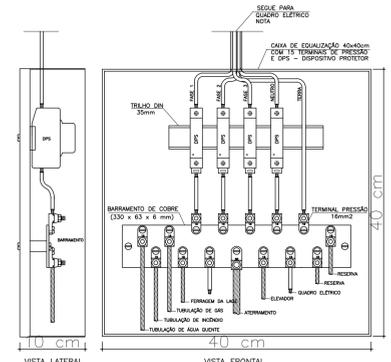 SEGUE PARA
QUADRO ELÉTRICO
NOTA
CAIXA DE EQUALIZAÇÃO 40x40cm
COM 15 TERMINAIS DE PRESSÃO
E DPS - DISPOSITIVO PROTETOR
FASE 1
FASE 2
FASE 3
NEUTRO
TERRA
TRILHO DIN
35mm
DPS
DPS
DPS
DPS
DPS
BARRAMENTO DE COBRE
(330 x 63 x 6 mm)
TERMINAL PRESSÃO
16mm2
BARRAMENTO
RESERVA
RESERVA
QUADRO ELÉTRICO
ELEVADOR
ATERRAMENTO
FERRAGEM DA LAGE
TUBULAÇÃO DE GÁS
TUBULAÇÃO DE INCÊNDIO
TUBULAÇÃO DE ÁGUA QUENTE
40 cm
10 cm
40 cm
VISTA LATERAL
VISTA FRONTAL